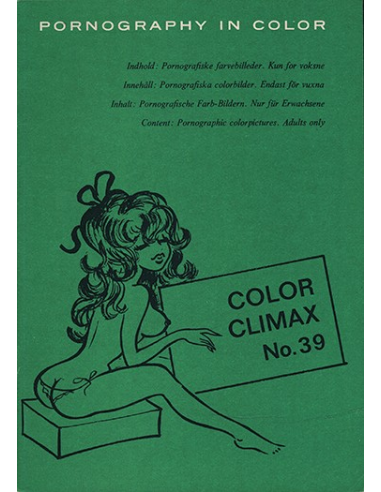 PORNOGRAPHY IN COLOR
Indhold: Pornografiske farvebilleder. Kun for voksne
Innehåll: Pornografiska colorbilder. Endast för vuxna
Inhalt: Pornografische Farb-Bildern. Nur für Erwachsene
Content: Pornographic colorpictures. Adults only
COLOR
CLIMAX
No. 39